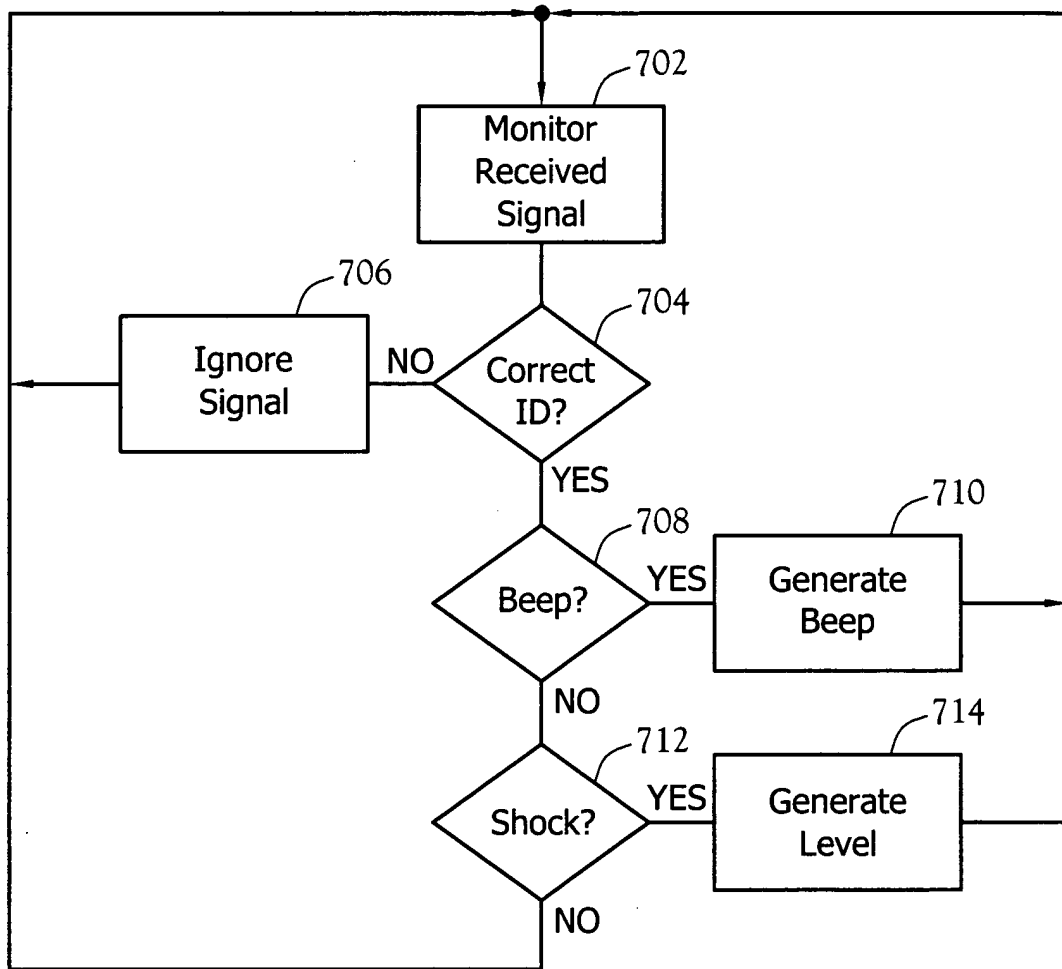 702
Monitor
Received
Signal
706
704
Ignore
Signal
NO
Correct
ID?
YES
708
710
Beep?
YES
Generate
Beep
NO
712
714
Shock?
YES
Generate
Level
NO